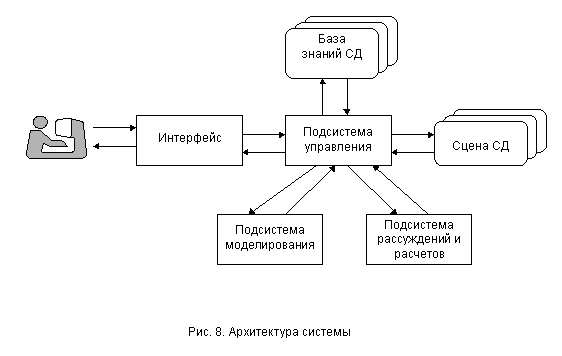 База
знаний СД
Интерфейс
Подсистема
управления
Сцена СД
Подсистема
моделирования
Подсистема
рассуждений и
расчетов
Рис. 8. Архитектура системы